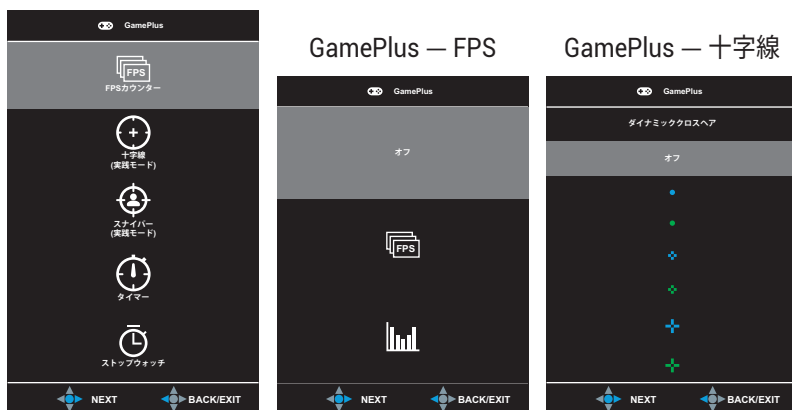 GamePlus
FPS
FPSカウンター
十字線
(実践モード)
スナイパー
(実践モード)
タイマー
ストップウォッチ
NEXT BACK/EXIT
GamePlus — FPS
GamePlus
オフ
FPS
NEXT BACK/EXIT
GamePlus — 十字線
GamePlus
ダイナミッククロスヘア
オフ
NEXT BACK/EXIT